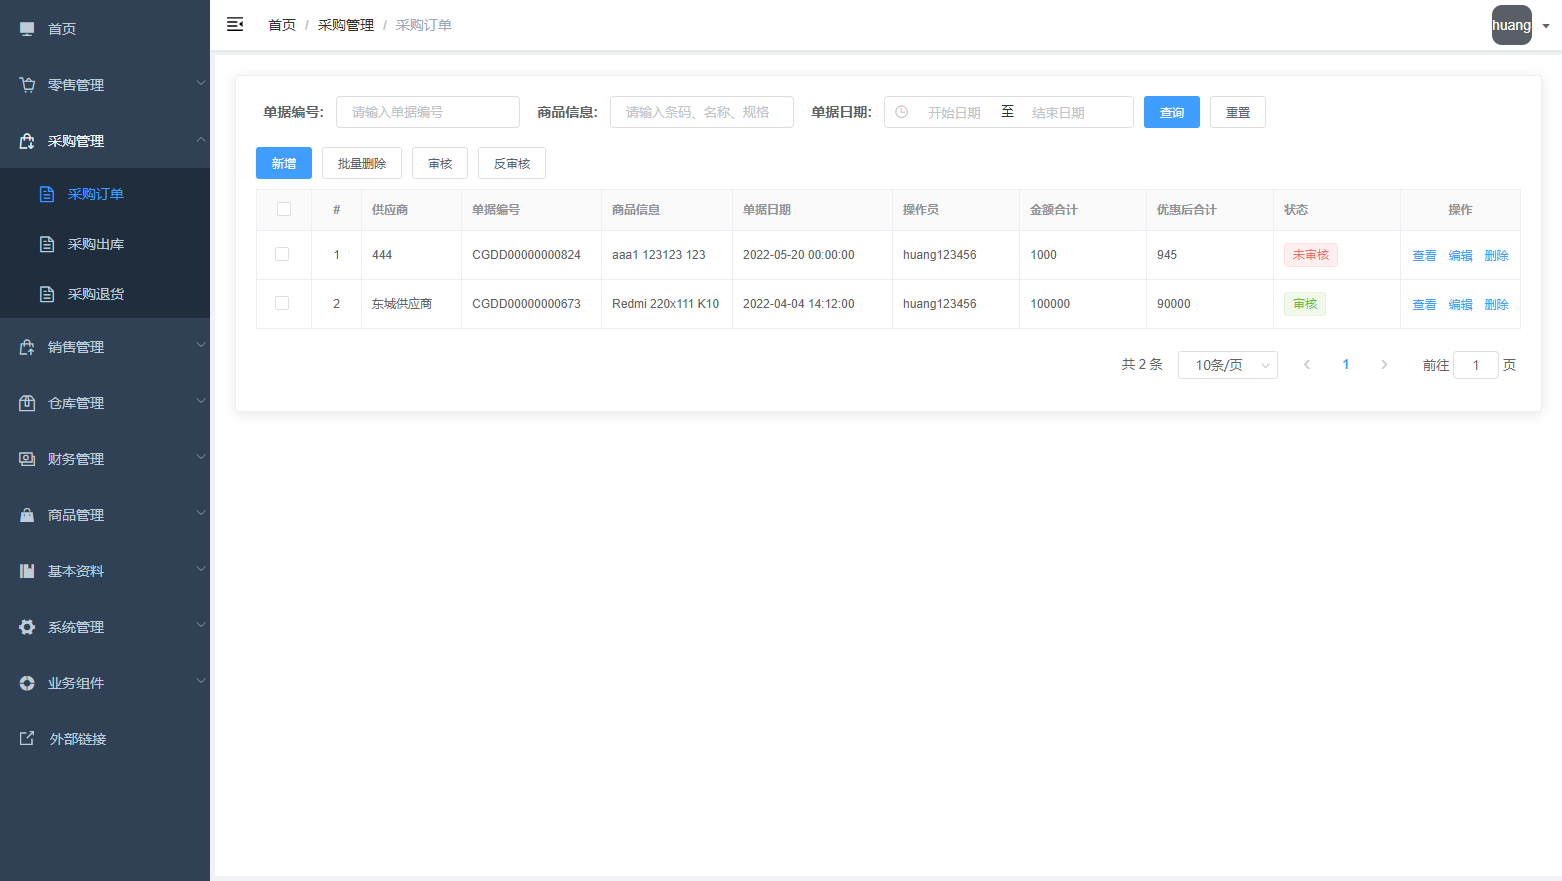 首页
零售管理
采购管理
采购订单
采购出库
采购退货
销售管理
仓库管理
财务管理
商品管理
基本资料
系统管理
业务组件
外部链接
首页 / 采购管理 / 采购订单
huang
单据编号: 请输入单据编号 商品信息: 请输入条码、名称、规格 单据日期: 开始日期 至 结束日期 查询 重置
新增 批量删除 审核 反审核
# 供应商 单据编号 商品信息 单据日期 操作员 金额合计 优惠后合计 状态 操作
1 444 CGDD00000000824 aaa1 123123 123 2022-05-20 00:00:00 huang123456 1000 945 未审核 查看 编辑 删除
2 东城供应商 CGDD00000000673 Redmi 220x111 K10 2022-04-04 14:12:00 huang123456 100000 90000 审核 查看 编辑 删除
共 2 条 10条/页 1 前往 1 页